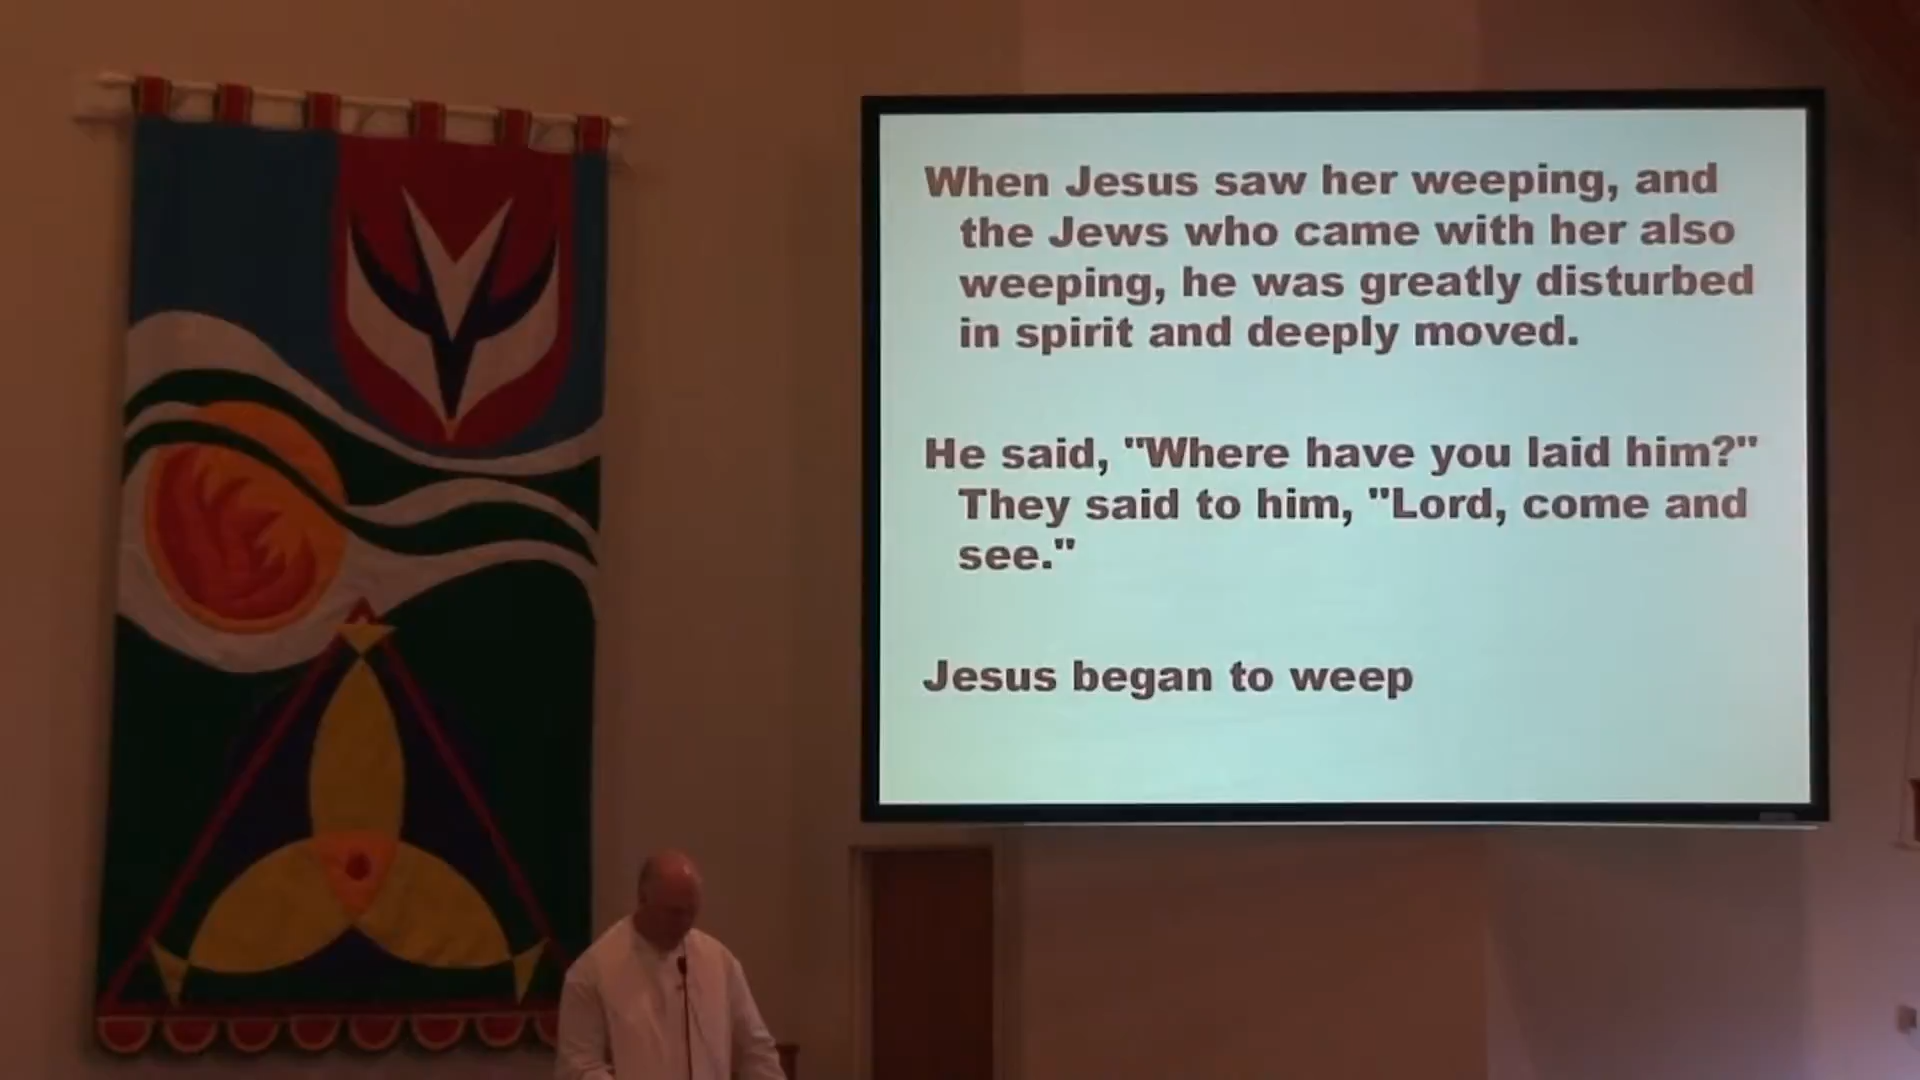 When Jesus saw her weeping, and
the Jews who came with her also
weeping, he was greatly disturbed
in spirit and deeply moved.
He said, "Where have you laid him?"
They said to him, "Lord, come and
see."
Jesus began to weep